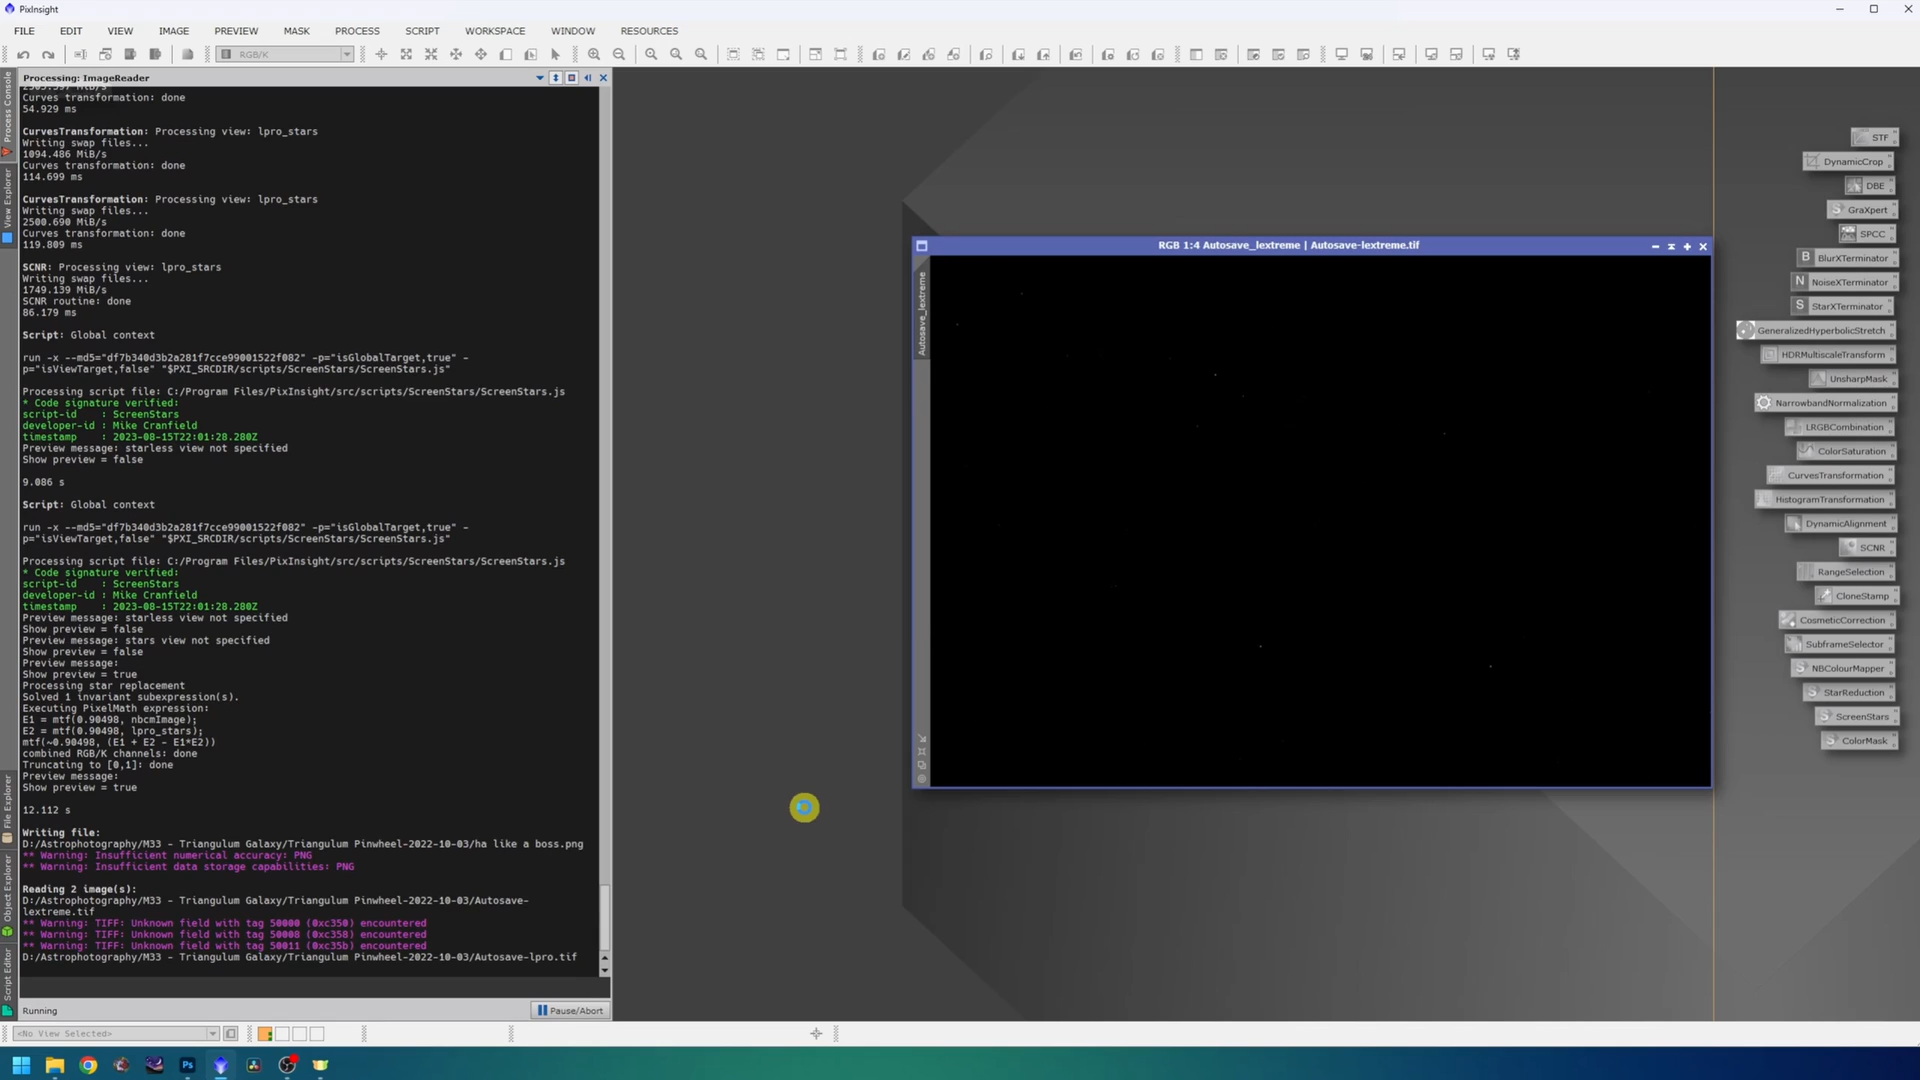 PixInsight
FILE EDIT VIEW IMAGE PREVIEW PROCESS MASK SCRIPT WORKSPACE WINDOW RESOURCES
RGB/K
Processing: ImageReader
Process Console
View Explorer
File Explorer
Object Explorer
Script Editor
Curves transformation: done
54.929 ms
CurvesTransformation: Processing view: lpro_stars
Writing swap files...
1094.486 MiB/s
Curves transformation: done
114.699 ms
CurvesTransformation: Processing view: lpro_stars
Writing swap files...
2500.690 MiB/s
Curves transformation: done
119.809 ms
SCNR: Processing view: lpro_stars
Writing swap files...
1749.139 MiB/s
SCNR routine: done
86.179 ms
Script: Global context
run -x --md5="df7b340d3b2a281f7cce99001522f082" -p="isGlobalTarget,true" -
p="isViewTarget,false" "$PXI_SRCDIR/scripts/ScreenStars/ScreenStars.js"
Processing script file: C:/Program Files/PixInsight/src/scripts/ScreenStars/ScreenStars.js
* Code signature verified:
script-id    : ScreenStars
developer-id : Mike Cranfield
timestamp    : 2023-08-15T22:01:28.280Z
Preview message: starless view not specified
Show preview = false
9.086 s
Script: Global context
run -x --md5="df7b340d3b2a281f7cce99001522f082" -p="isGlobalTarget,true" -
p="isViewTarget,false" "$PXI_SRCDIR/scripts/ScreenStars/ScreenStars.js"
Processing script file: C:/Program Files/PixInsight/src/scripts/ScreenStars/ScreenStars.js
* Code signature verified:
script-id    : ScreenStars
developer-id : Mike Cranfield
timestamp    : 2023-08-15T22:01:28.280Z
Preview message: starless view not specified
Show preview = false
Preview message: stars view not specified
Show preview = false
Preview message:
Show preview = true
Processing star replacement
Solved 1 invariant subexpression(s).
Executing PixelMath expression:
E1 = mtf(0.90498, nbcmImage);
E2 = mtf(0.90498, lpro_stars);
mtf(~0.90498, (E1 + E2 - E1*E2))
combined RGB/K channels: done
Truncating to [0,1]: done
Preview message:
Show preview = true
12.112 s
Writing file:
D:/Astrophotography/M33 - Triangulum Galaxy/Triangulum Pinwheel-2022-10-03/ha like a boss.png
** Warning: Insufficient numerical accuracy: PNG
** Warning: Insufficient data storage capabilities: PNG
Reading 2 image(s):
D:/Astrophotography/M33 - Triangulum Galaxy/Triangulum Pinwheel-2022-10-03/Autosave-
lextreme.tif
** Warning: TIFF: Unknown field with tag 50000 (0xc350) encountered
** Warning: TIFF: Unknown field with tag 50008 (0xc358) encountered
** Warning: TIFF: Unknown field with tag 50011 (0xc35b) encountered
D:/Astrophotography/M33 - Triangulum Galaxy/Triangulum Pinwheel-2022-10-03/Autosave-lpro.tif
Running
Pause/Abort
<No View Selected>
RGB 1:4 Autosave_lextreme | Autosave-lextreme.tif
Autosave_lextreme
STF
DynamicCrop
DBE
GraXpert
SPCC
B BlurXTerminator
N NoiseXTerminator
S StarXTerminator
GeneralizedHyperbolicStretch
HDRMultiscaleTransform
UnsharpMask
NarrowbandNormalization
LRGBCombination
ColorSaturation
CurvesTransformation
HistogramTransformation
DynamicAlignment
SCNR
RangeSelection
CloneStamp
CosmeticCorrection
SubframeSelector
NBColourMapper
StarReduction
ScreenStars
ColorMask
Ps